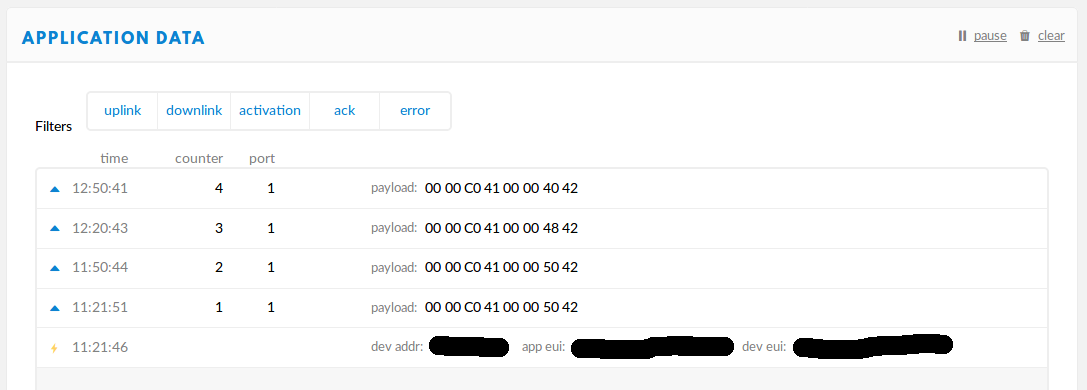 APPLICATION DATA pause clear
uplink downlink activation ack error
Filters
time counter port
12:50:41 4 1 payload: 00 00 C0 41 00 00 40 42
12:20:43 3 1 payload: 00 00 C0 41 00 00 48 42
11:50:44 2 1 payload: 00 00 C0 41 00 00 50 42
11:21:51 1 1 payload: 00 00 C0 41 00 00 50 42
11:21:46 dev addr: app eui: dev eui: